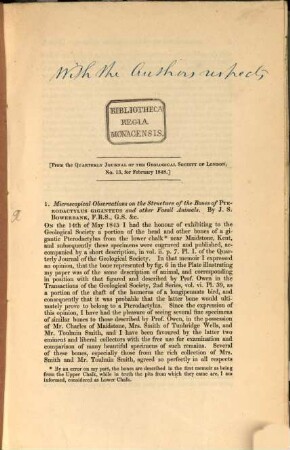 With the Authors respects
BIBLIOTHECA
REGIA
MONACENSIS.
[From the QUARTERLY JOURNAL OF THE GEOLOGICAL SOCIETY OF LONDON,
No. 13, for February 1848.]
1. Microscopical Observations on the Structure of the Bones of PTE-
RODACTYLUS GIGANTEUS and other Fossil Animals. By J. S.
BOWERBANK, F.R.S., G.S. &c.
ON the 14th of May 1845 I had the honour of exhibiting to the
Geological Society a portion of the head and other bones of a gi-
gantic Pterodactylus from the lower chalk* near Maidstone, Kent,
and subsequently these specimens were engraved and published, ac-
companied by a short description, in vol. ii. p. 7. Pl. 1. of the Quar-
terly Journal of the Geological Society. In that memoir I expressed
an opinion, that the bone represented by fig. 6 in the Plate illustrating
my paper was of the same description of animal, and corresponding
in position with that figured and described by Prof. Owen in the
Transactions of the Geological Society, 2nd Series, vol. vi. Pl. 39, as
a portion of the shaft of the humerus of a longipennate bird, and
consequently that it was probable that the latter bone would ulti-
mately prove to belong to a Pterodactylus. Since the expression of
this opinion, I have had the pleasure of seeing several fine specimens
of similar bones to those described by Prof. Owen, in the possession
of Mr. Charles of Maidstone, Mrs. Smith of Tunbridge Wells, and
Mr. Toulmin Smith, and I have been favoured by the latter two
eminent and liberal collectors with the free use for examination and
comparison of many beautiful specimens of such remains. Several
of these bones, especially those from the rich collection of Mrs.
Smith and Mr. Toulmin Smith, agreed so perfectly in all respects
* By an error on my part, the bones are described in the first memoir as being
from the Upper Chalk, while in truth the pits from which they came are, I am
informed, considered as Lower Chalk.